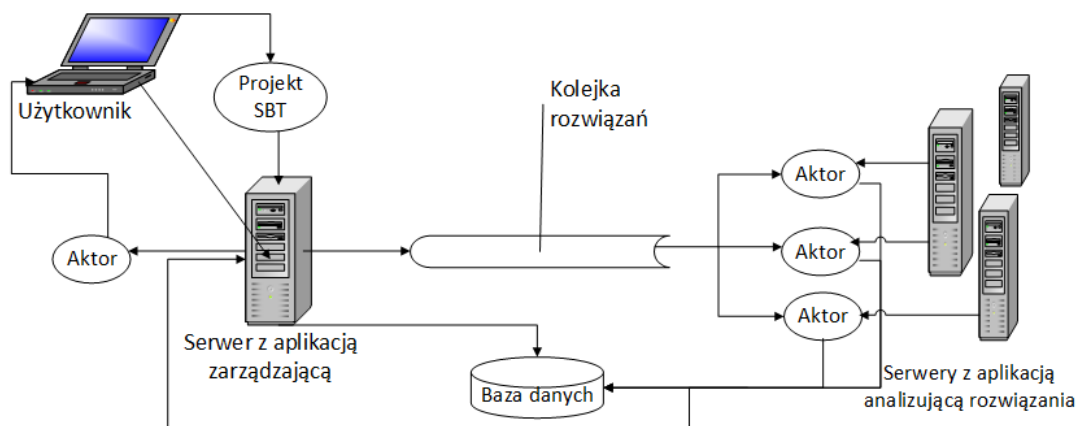 Projekt
SBT
Użytkownik
Kolejka
rozwiązań
Aktor
Aktor
Aktor
Aktor
Serwer z aplikacją
zarządzającą
Baza danych
Serwery z aplikacją
analizującą rozwiązania